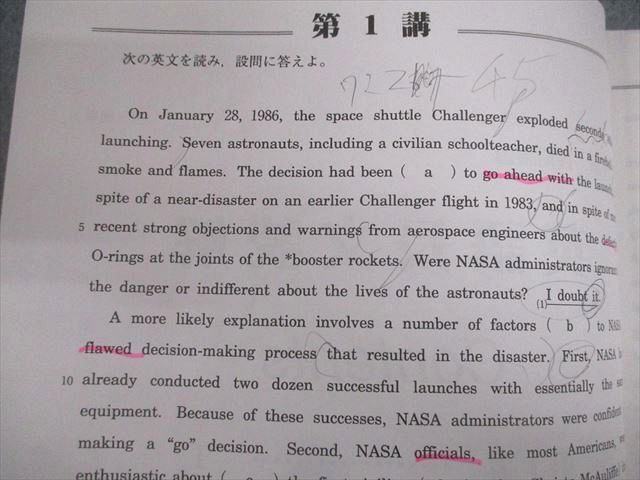 第 1 講
次の英文を読み,設問に答えよ。
45
On January 28, 1986, the space shuttle Challenger exploded seconds
launching. Seven astronauts, including a civilian schoolteacher, died in a
smoke and flames. The decision had been ( a ) to go ahead with the
spite of a near-disaster on an earlier Challenger flight in 1983, and in spite of
5 recent strong objections and warnings from aerospace engineers about the
O-rings at the joints of the *booster rockets. Were NASA administrators
the danger or indifferent about the lives of the astronauts? (1) I doubt it.
A more likely explanation involves a number of factors ( b ) to
flawed decision-making process that resulted in the disaster. First, NASA
10 already conducted two dozen successful launches with essentially the
equipment. Because of these successes, NASA administrators were
making a “go” decision. Second, NASA officials, like most Americans,
enthusiastic about (